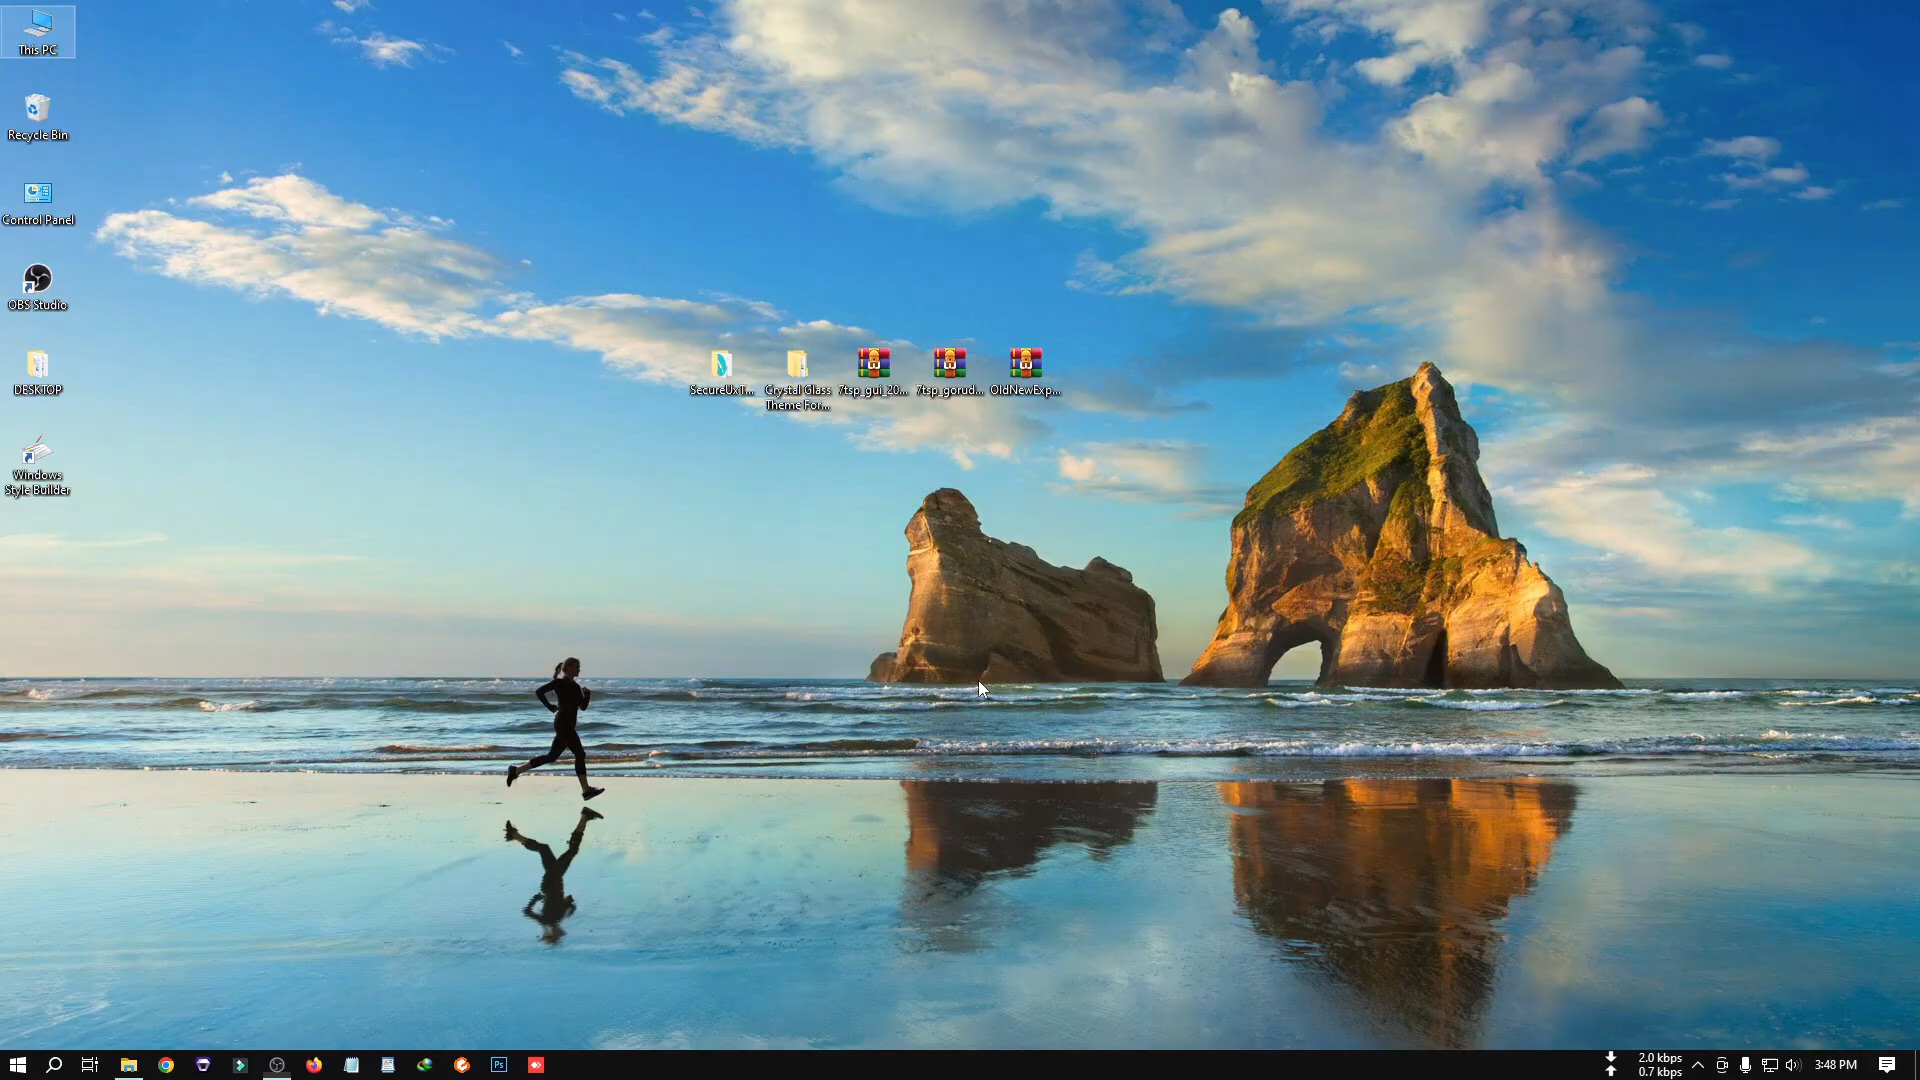 This PC
Recycle Bin
Control Panel
OBS Studio
DESKTOP
Windows
Style Builder
SecureUxT...
Crystal Glass
Theme For...
7tsp_gui_20...
7tsp_gorud...
OldNewExp...
Ps
2.0 kbps
0.7 kbps
3:48 PM